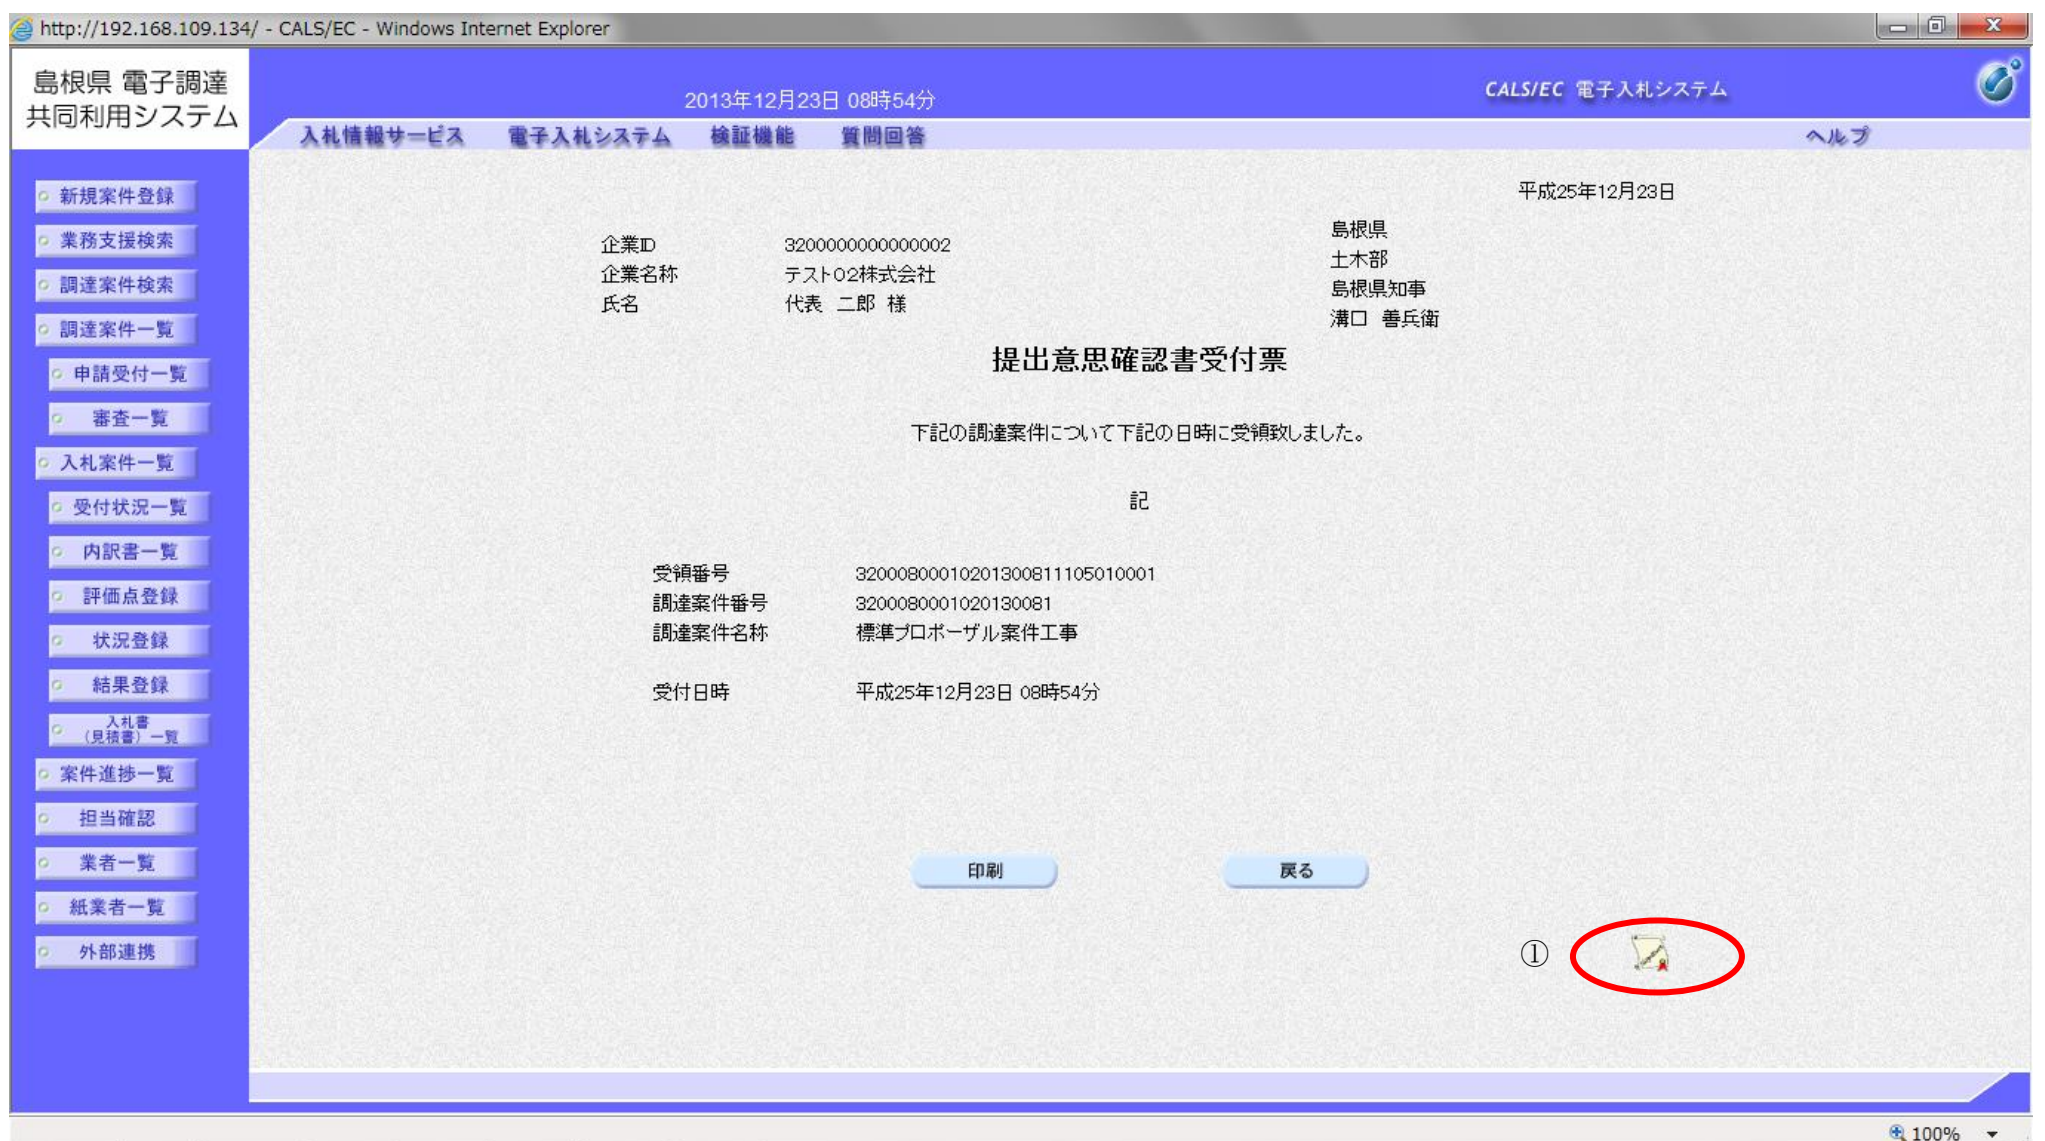 http://192.168.109.134/ - CALS/EC - Windows Internet Explorer
島根県 電子調達
共同利用システム
2013年12月23日 08時54分
CALS/EC 電子入札システム
入札情報サービス 電子入札システム 検証機能 質問回答 ヘルプ
新規案件登録
業務支援検索
調達案件検索
調達案件一覧
申請受付一覧
審査一覧
入札案件一覧
受付状況一覧
内訳書一覧
評価点登録
状況登録
結果登録
入札書
(見積書)一覧
案件進捗一覧
担当確認
業者一覧
紙業者一覧
外部連携
平成25年12月23日
島根県
土木部
島根県知事
溝口 善兵衛
企業ID 3200000000000002
企業名称 テスト02株式会社
氏名 代表 二郎 様
提出意思確認書受付票
下記の調達案件について下記の日時に受領致しました。
記
受領番号 32000800010201300811105010001
調達案件番号 3200080001020130081
調達案件名称 標準プロポーザル案件工事
受付日時 平成25年12月23日 08時54分
印刷 戻る
①
100%